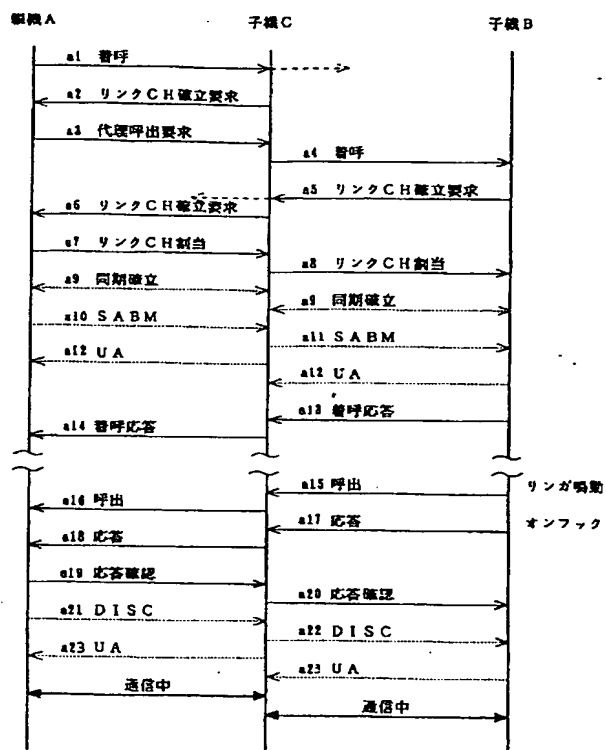 親機A 子機C 子機B
a1 着呼
a2 リンクCH確立要求
a3 代理呼出要求
a4 着呼
a5 リンクCH確立要求
a6 リンクCH確立要求
a7 リンクCH割当
a8 リンクCH割当
a9 同期確立
a9 同期確立
a10 SABM
a11 SABM
a12 UA
a12 UA
a13 着呼応答
a14 着呼応答
a15 呼出 リンガ鳴動
a16 呼出
a17 応答 オンフック
a18 応答
a19 応答確認
a20 応答確認
a21 DISC
a22 DISC
a23 UA
a23 UA
通信中
通信中